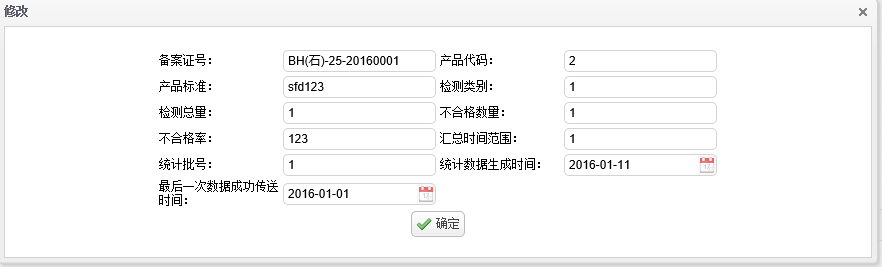 修改
备案证号： BH(石)-25-20160001 产品代码： 2
产品标准： sfd123 检测类别： 1
检测总量： 1 不合格数量： 1
不合格率： 123 汇总时间范围： 1
统计批号： 1 统计数据生成时间： 2016-01-11
最后一次数据成功传送
时间： 2016-01-01
确定